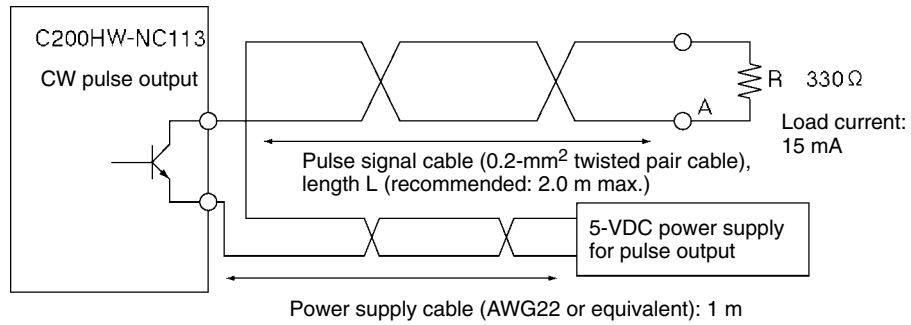 C200HW-NC113
CW pulse output
R 330 Ω
A
Load current:
15 mA
Pulse signal cable (0.2-mm² twisted pair cable),
length L (recommended: 2.0 m max.)
5-VDC power supply
for pulse output
Power supply cable (AWG22 or equivalent): 1 m